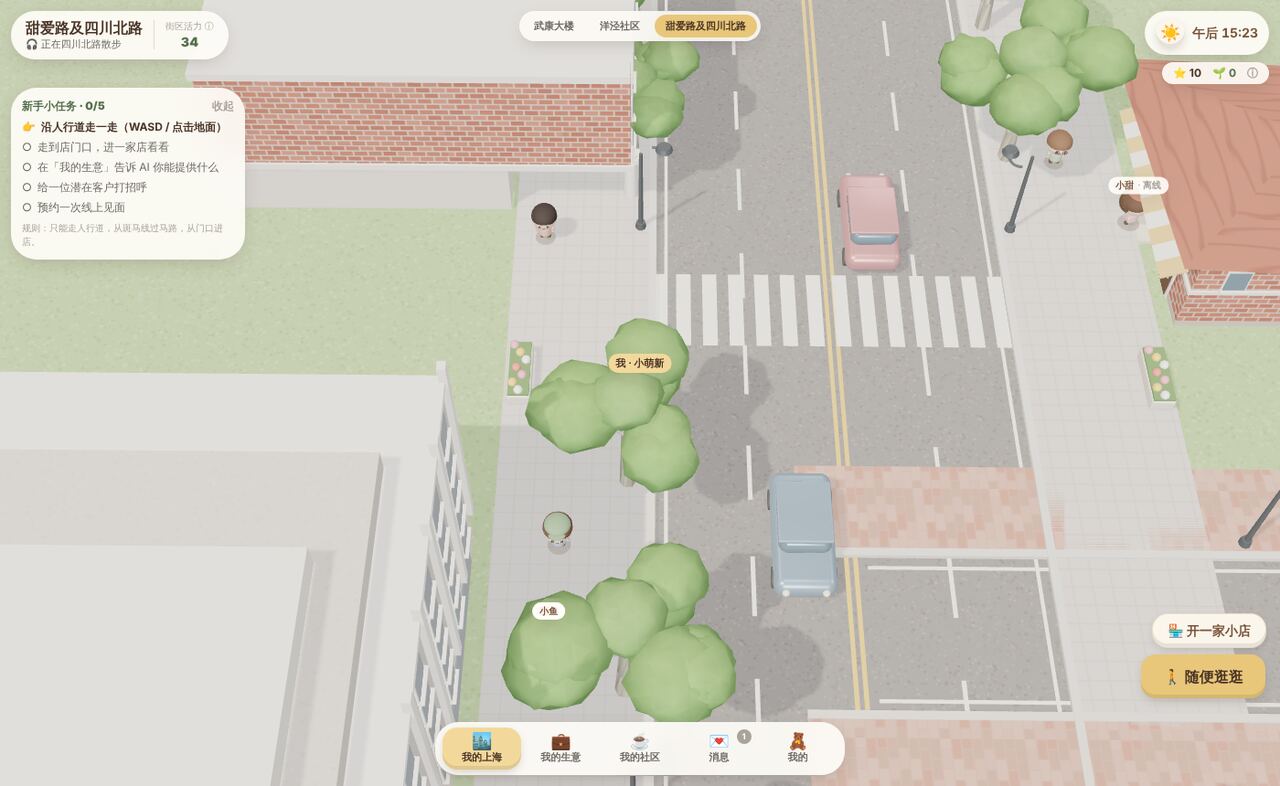 甜爱路及四川北路
🎧 正在四川北路散步
街区活力 ⓘ
34
武康大楼
洋泾社区
甜爱路及四川北路
☀️ 午后 15:23
⭐ 10 🌱 0 ⓘ
新手小任务 · 0/5
收起
👉 沿人行道走一走（WASD / 点击地面）
走到店门口，进一家店看看
在「我的生意」告诉 AI 你能提供什么
给一位潜在客户打招呼
预约一次线上见面
规则：只能走人行道，从斑马线过马路，从门口进
店。
小甜 · 离线
我 · 小萌新
小鱼
🏪 开一家小店
🚶 随便逛逛
我的上海
我的生意
我的社区
消息
1
我的